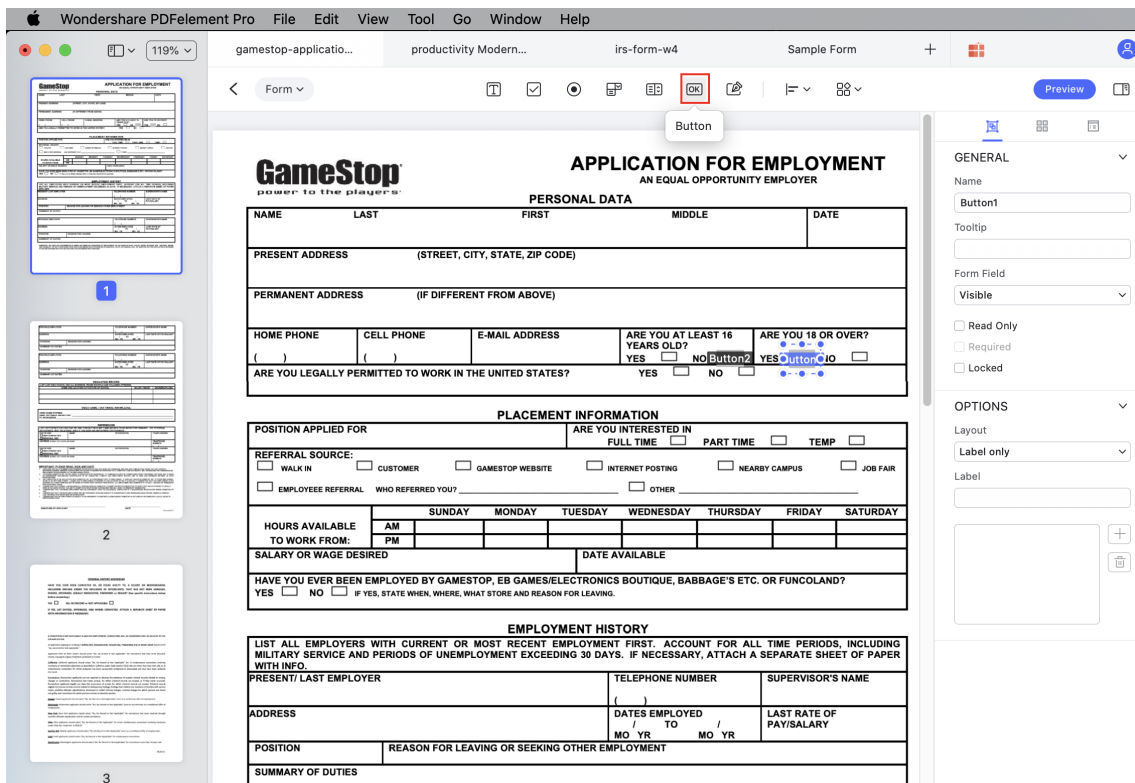 Wondershare PDFelement Pro File Edit View Tool Go Window Help
119%
gamestop-applicatio... productivity Modern... irs-form-w4 Sample Form
Form
OK
Preview
Button
GameStop
power to the players
APPLICATION FOR EMPLOYMENT
AN EQUAL OPPORTUNITY EMPLOYER
PERSONAL DATA
NAME LAST FIRST MIDDLE DATE
PRESENT ADDRESS (STREET, CITY, STATE, ZIP CODE)
PERMANENT ADDRESS (IF DIFFERENT FROM ABOVE)
HOME PHONE CELL PHONE E-MAIL ADDRESS ARE YOU AT LEAST 16 ARE YOU 18 OR OVER?
YEARS OLD?
( ) ( ) YES NO Button2 YES utton NO
ARE YOU LEGALLY PERMITTED TO WORK IN THE UNITED STATES? YES NO
PLACEMENT INFORMATION
POSITION APPLIED FOR ARE YOU INTERESTED IN
FULL TIME PART TIME TEMP
REFERRAL SOURCE:
WALK IN CUSTOMER GAMESTOP WEBSITE INTERNET POSTING NEARBY CAMPUS JOB FAIR
EMPLOYEEE REFERRAL WHO REFERRED YOU? OTHER
SUNDAY MONDAY TUESDAY WEDNESDAY THURSDAY FRIDAY SATURDAY
HOURS AVAILABLE AM
TO WORK FROM: PM
SALARY OR WAGE DESIRED DATE AVAILABLE
HAVE YOU EVER BEEN EMPLOYED BY GAMESTOP, EB GAMES/ELECTRONICS BOUTIQUE, BABBAGE'S ETC. OR FUNCOLAND?
YES NO IF YES, STATE WHEN, WHERE, WHAT STORE AND REASON FOR LEAVING.
EMPLOYMENT HISTORY
LIST ALL EMPLOYERS WITH CURRENT OR MOST RECENT EMPLOYMENT FIRST. ACCOUNT FOR ALL TIME PERIODS, INCLUDING
MILITARY SERVICE AND PERIODS OF UNEMPLOYMENT EXCEEDING 30 DAYS. IF NECESSARY, ATTACH A SEPARATE SHEET OF PAPER
WITH INFO.
PRESENT/LAST EMPLOYER TELEPHONE NUMBER SUPERVISOR'S NAME
( )
ADDRESS DATES EMPLOYED LAST RATE OF
/ TO / PAY/SALARY
MO YR MO YR
POSITION REASON FOR LEAVING OR SEEKING OTHER EMPLOYMENT
SUMMARY OF DUTIES
GENERAL
Name
Button1
Tooltip
Form Field
Visible
Read Only
Required
Locked
OPTIONS
Layout
Label only
Label
1
2
3